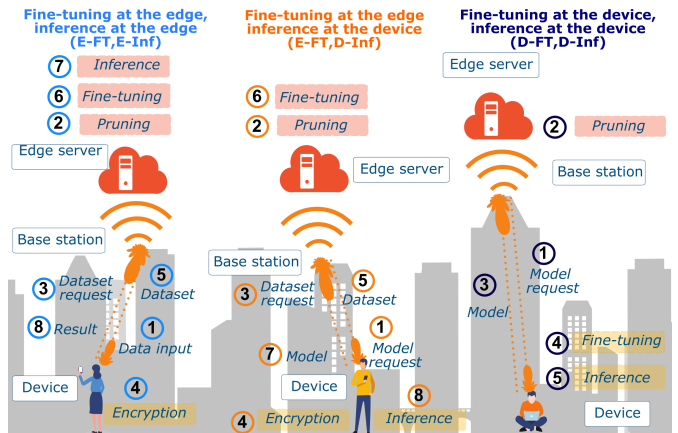 Fine-tuning at the edge,
inference at the edge
(E-FT,E-Inf)
7 Inference
6 Fine-tuning
2 Pruning
Edge server
Base station
3 Dataset
request
5 Dataset
8 Result
1
Data input
Device
4
Encryption
Fine-tuning at the edge
inference at the device
(E-FT,D-Inf)
6 Fine-tuning
2 Pruning
Edge server
Base station
3 Dataset
request
5
Dataset
1
Model
request
7 Model
Device
8
4 Encryption
Inference
Fine-tuning at the device,
inference at the device
(D-FT,D-Inf)
Edge server
2 Pruning
Base station
1
Model
request
3
Model
4 Fine-tuning
5 Inference
Device